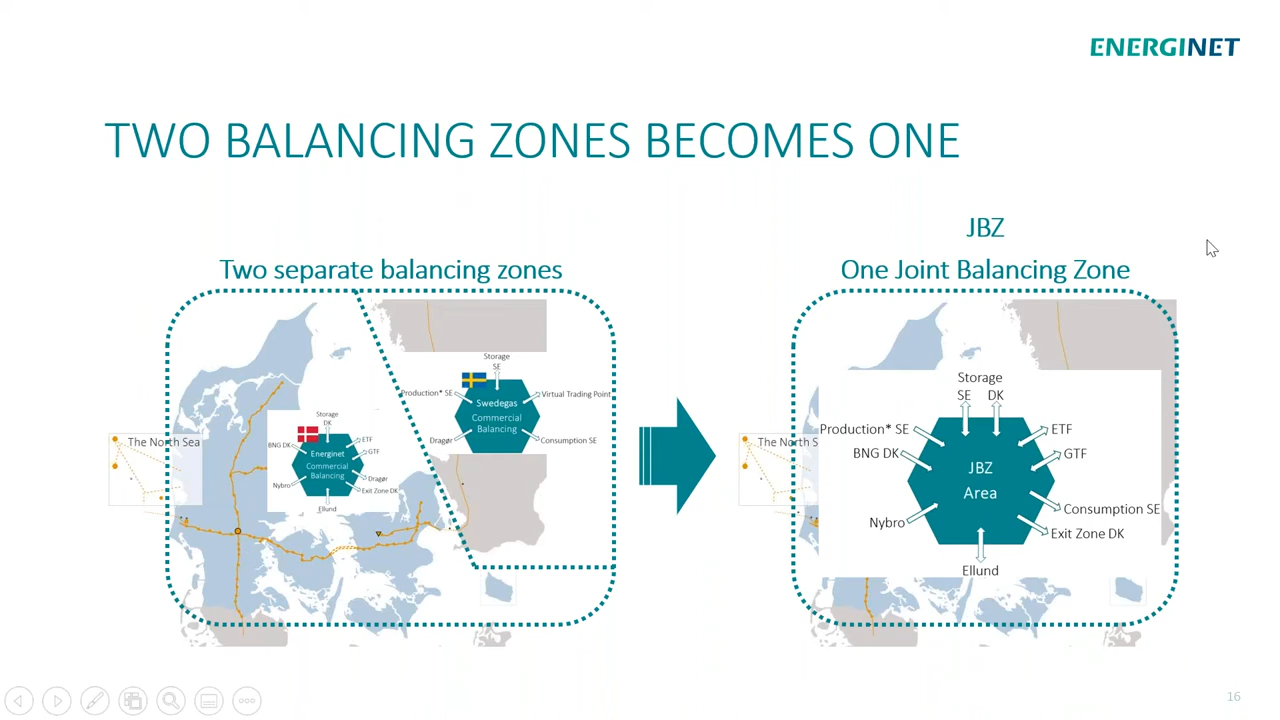 ENERGINET
TWO BALANCING ZONES BECOMES ONE
Two separate balancing zones
The North Sea
Storage
DK
BNG DK
ETF
GTF
Energinet
Commercial
Balancing
Dragør
Exit Zone DK
Nybro
Ellund
Storage
SE
Production* SE
Virtual Trading Point
Swedegas
Commercial
Balancing
Dragør
Consumption SE
JBZ
One Joint Balancing Zone
The North S
Storage
SE
DK
Production* SE
BNG DK
ETF
GTF
JBZ
Area
Consumption SE
Nybro
Exit Zone DK
Ellund
16